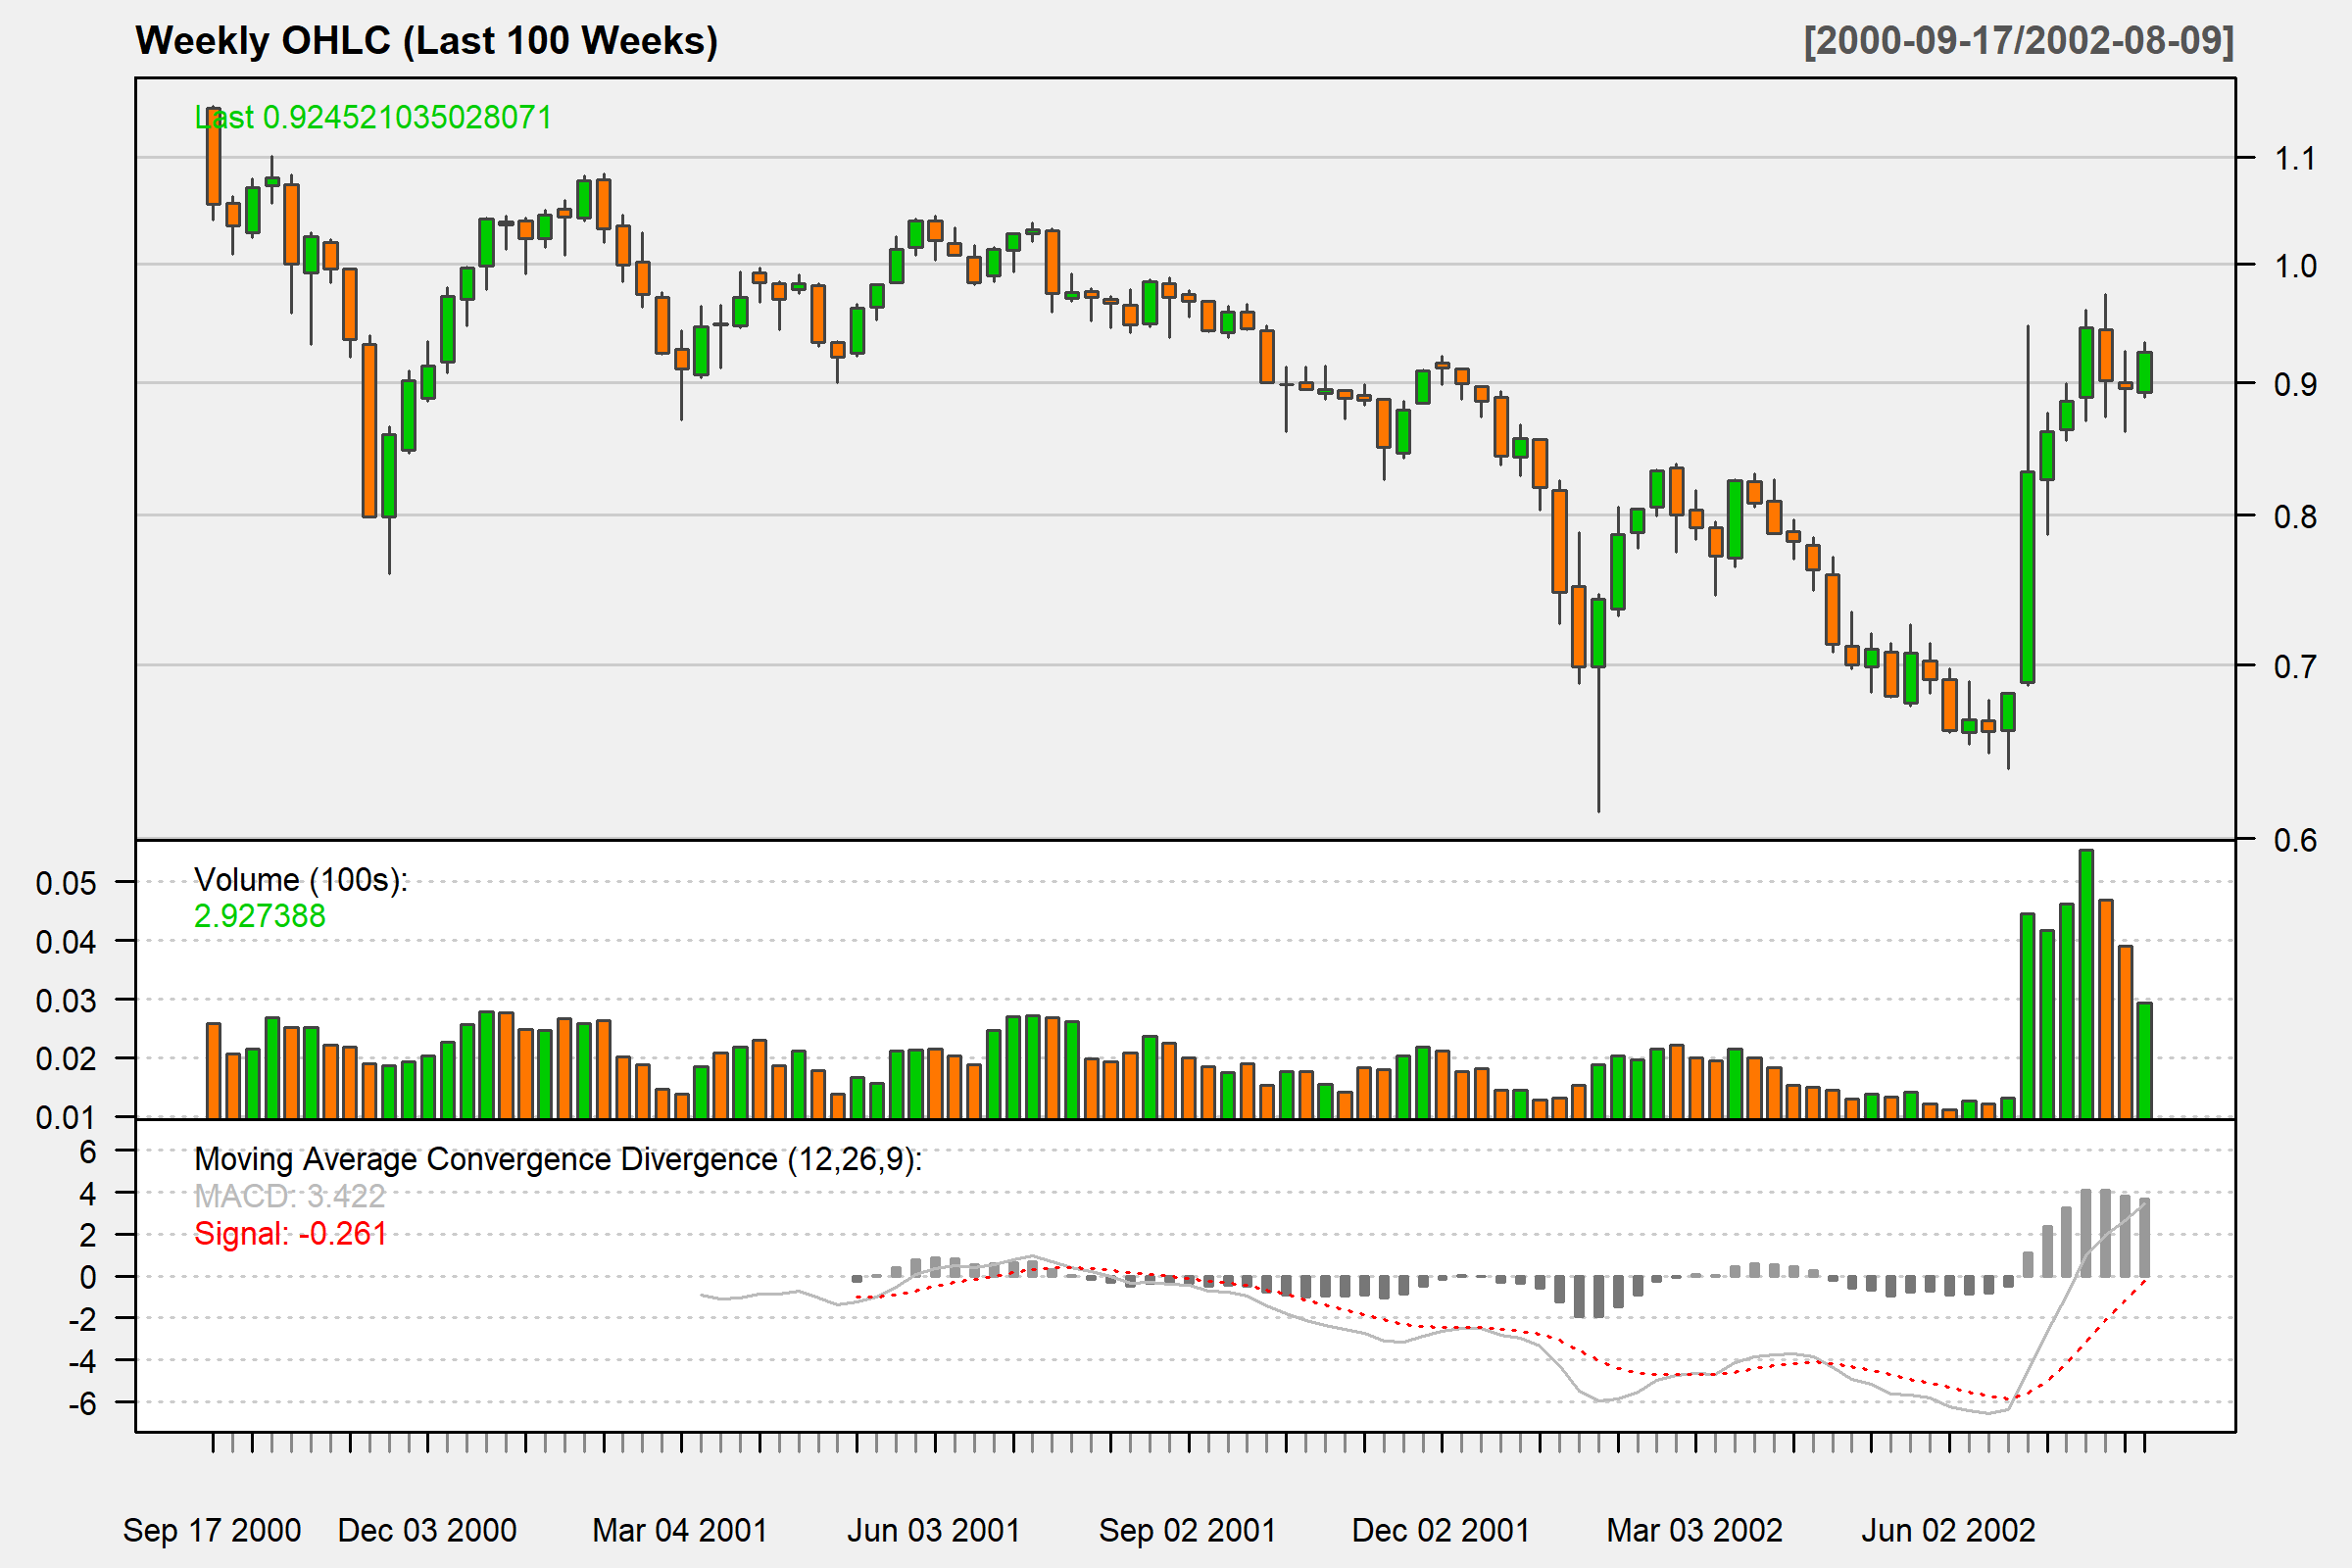 Weekly OHLC (Last 100 Weeks)
[2000-09-17/2002-08-09]
Last 0.924521035028071
1.1
1.0
0.9
0.8
0.7
0.6
Volume (100s):
2.927388
0.05
0.04
0.03
0.02
0.01
Moving Average Convergence Divergence (12,26,9):
MACD: 3.422
Signal: -0.261
6
4
2
0
-2
-4
-6
Sep 17 2000 Dec 03 2000 Mar 04 2001 Jun 03 2001 Sep 02 2001 Dec 02 2001 Mar 03 2002 Jun 02 2002